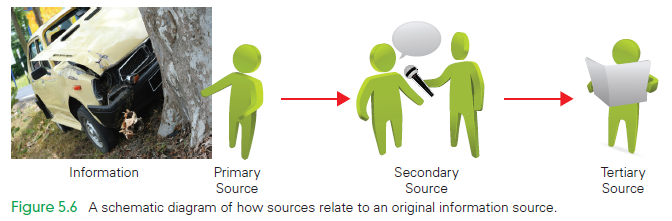 Information
Primary
Source
Secondary
Source
Tertiary
Source
Figure 5.6 A schematic diagram of how sources relate to an original information source.